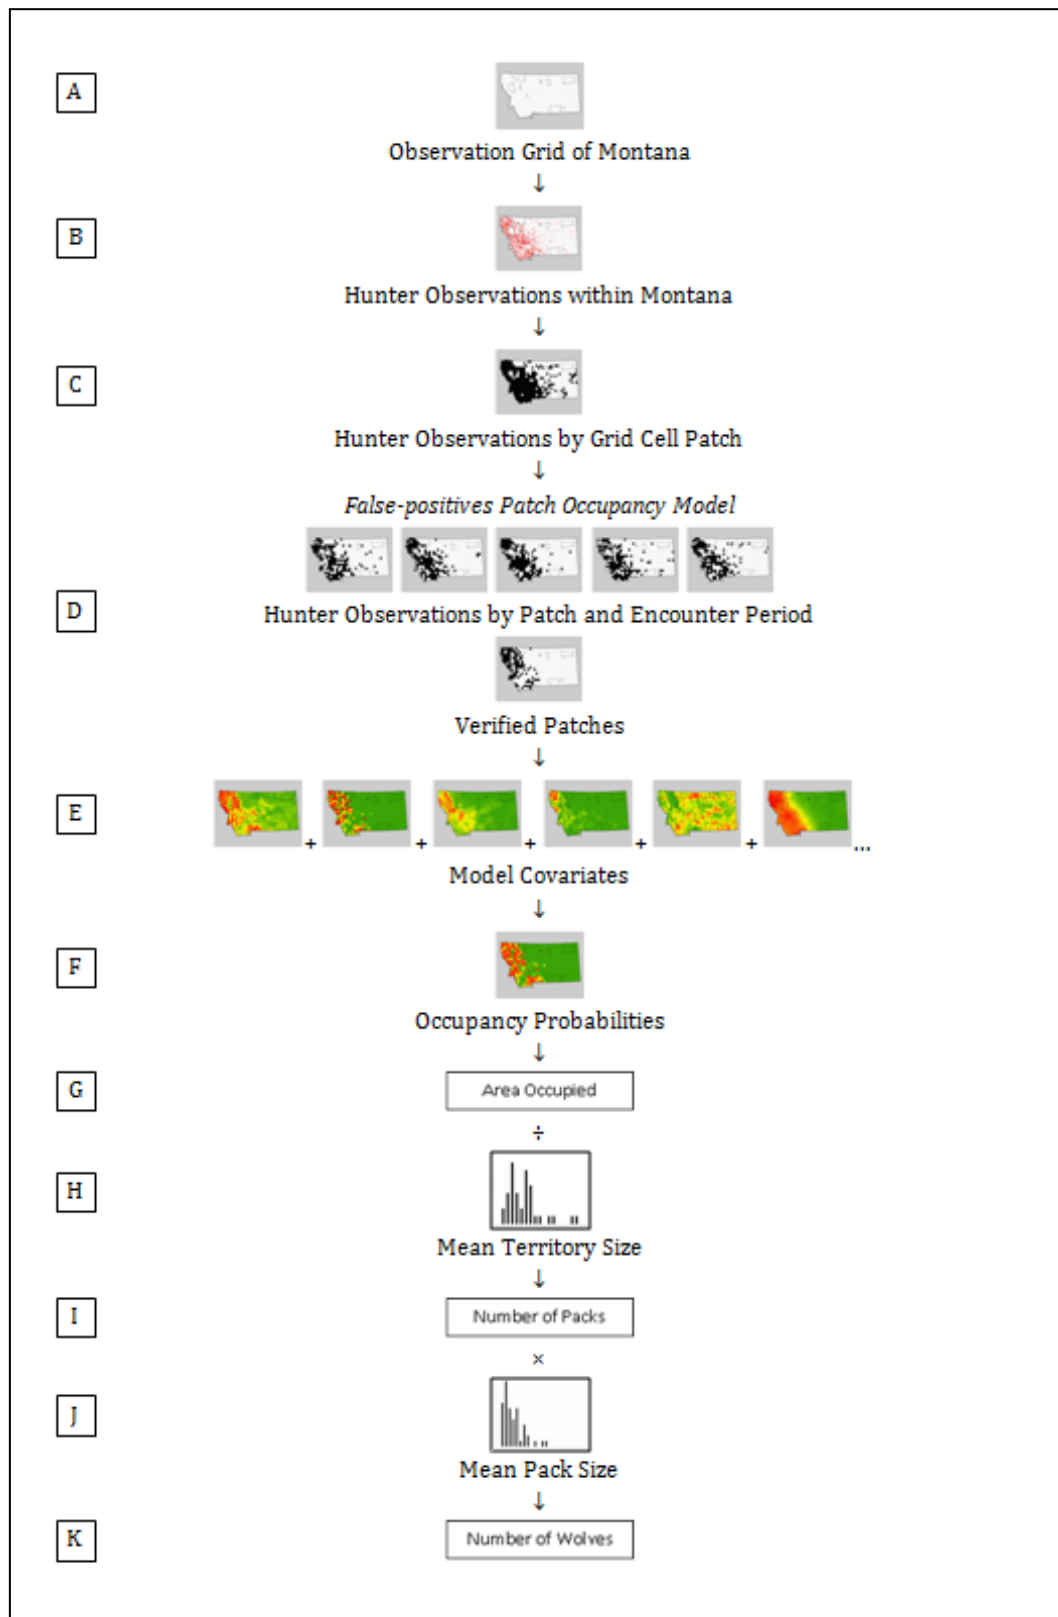 A
Observation Grid of Montana
↓
B
Hunter Observations within Montana
↓
C
Hunter Observations by Grid Cell Patch
↓
False-positives Patch Occupancy Model
D
Hunter Observations by Patch and Encounter Period
Verified Patches
↓
E
+ + + + + ...
Model Covariates
↓
F
Occupancy Probabilities
↓
G
Area Occupied
÷
H
Mean Territory Size
↓
I
Number of Packs
×
J
Mean Pack Size
↓
K
Number of Wolves